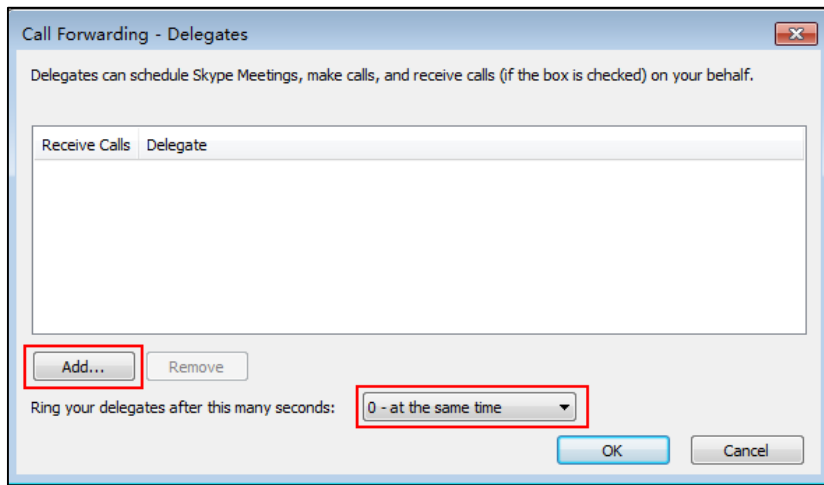 Call Forwarding - Delegates
Delegates can schedule Skype Meetings, make calls, and receive calls (if the box is checked) on your behalf.
Receive Calls Delegate
Add... Remove
Ring your delegates after this many seconds: 0 - at the same time
OK Cancel